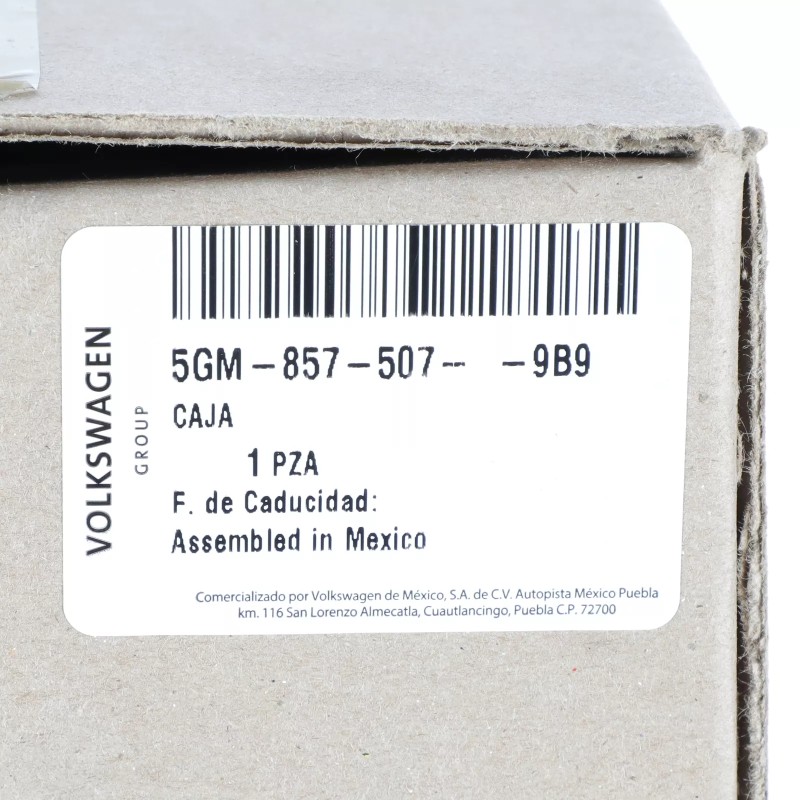 VOLKSWAGEN
GROUP
5GM-857-507-- -9B9
CAJA
1 PZA
F. de Caducidad:
Assembled in Mexico
Comercializado por Volkswagen de México, S.A. de C.V. Autopista México Puebla
km. 116 San Lorenzo Almecatla, Cuautlancingo, Puebla C.P. 72700